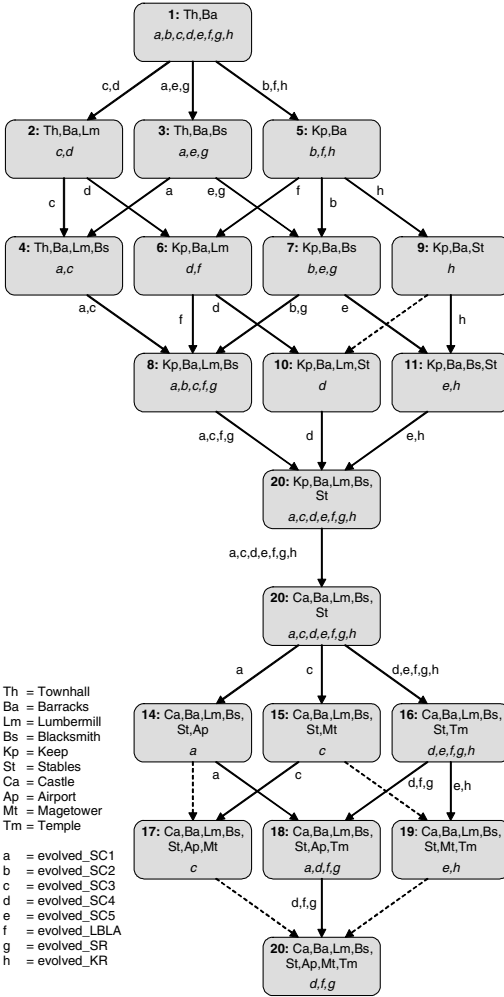 1: Th,Ba
a,b,c,d,e,f,g,h
c,d
a,e,g
b,f,h
2: Th,Ba,Lm
c,d
3: Th,Ba,Bs
a,e,g
5: Kp,Ba
b,f,h
c
d
a
e,g
f
b
h
4: Th,Ba,Lm,Bs
a,c
6: Kp,Ba,Lm
d,f
7: Kp,Ba,Bs
b,e,g
9: Kp,Ba,St
h
a,c
f
d
b,g
e
h
8: Kp,Ba,Lm,Bs
a,b,c,f,g
10: Kp,Ba,Lm,St
d
11: Kp,Ba,Bs,St
e,h
a,c,f,g
d
e,h
20: Kp,Ba,Lm,Bs,
St
a,c,d,e,f,g,h
a,c,d,e,f,g,h
20: Ca,Ba,Lm,Bs,
St
a,c,d,e,f,g,h
a
c
d,e,f,g,h
14: Ca,Ba,Lm,Bs,
St,Ap
a
15: Ca,Ba,Lm,Bs,
St,Mt
c
16: Ca,Ba,Lm,Bs,
St,Tm
d,e,f,g,h
a
c
d,f,g
e,h
17: Ca,Ba,Lm,Bs,
St,Ap,Mt
c
18: Ca,Ba,Lm,Bs,
St,Ap,Tm
a,d,f,g
19: Ca,Ba,Lm,Bs,
St,Mt,Tm
e,h
d,f,g
20: Ca,Ba,Lm,Bs,
St,Ap,Mt,Tm
d,f,g
Th = Townhall
Ba = Barracks
Lm = Lumbermill
Bs = Blacksmith
Kp = Keep
St = Stables
Ca = Castle
Ap = Airport
Mt = Magetower
Tm = Temple
a = evolved_SC1
b = evolved_SC2
c = evolved_SC3
d = evolved_SC4
e = evolved_SC5
f = evolved_LBLA
g = evolved_SR
h = evolved_KR